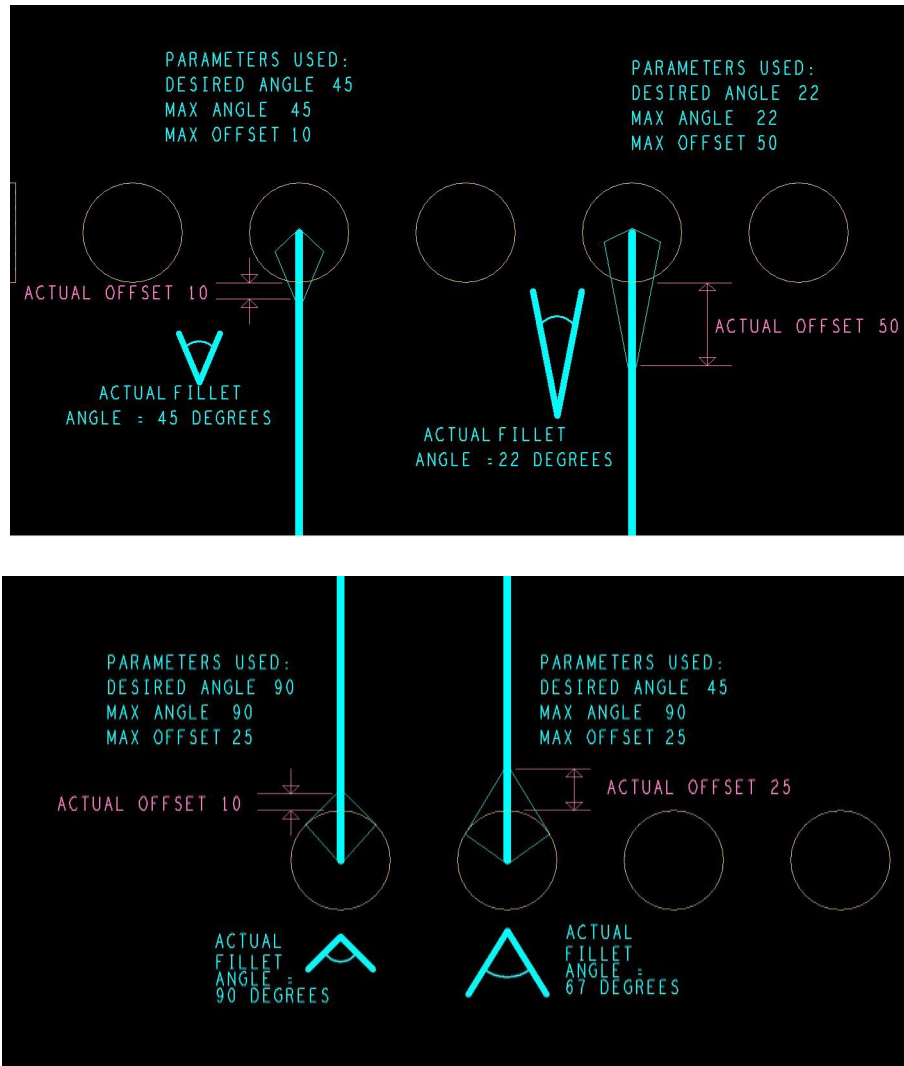 PARAMETERS USED:
DESIRED ANGLE 45
MAX ANGLE 45
MAX OFFSET 10
PARAMETERS USED:
DESIRED ANGLE 22
MAX ANGLE 22
MAX OFFSET 50
ACTUAL OFFSET 10
ACTUAL OFFSET 50
ACTUAL FILLET
ANGLE = 45 DEGREES
ACTUAL FILLET
ANGLE = 22 DEGREES
PARAMETERS USED:
DESIRED ANGLE 90
MAX ANGLE 90
MAX OFFSET 25
PARAMETERS USED:
DESIRED ANGLE 45
MAX ANGLE 90
MAX OFFSET 25
ACTUAL OFFSET 10
ACTUAL OFFSET 25
ACTUAL
FILLET
ANGLE =
90 DEGREES
ACTUAL
FILLET
ANGLE =
67 DEGREES